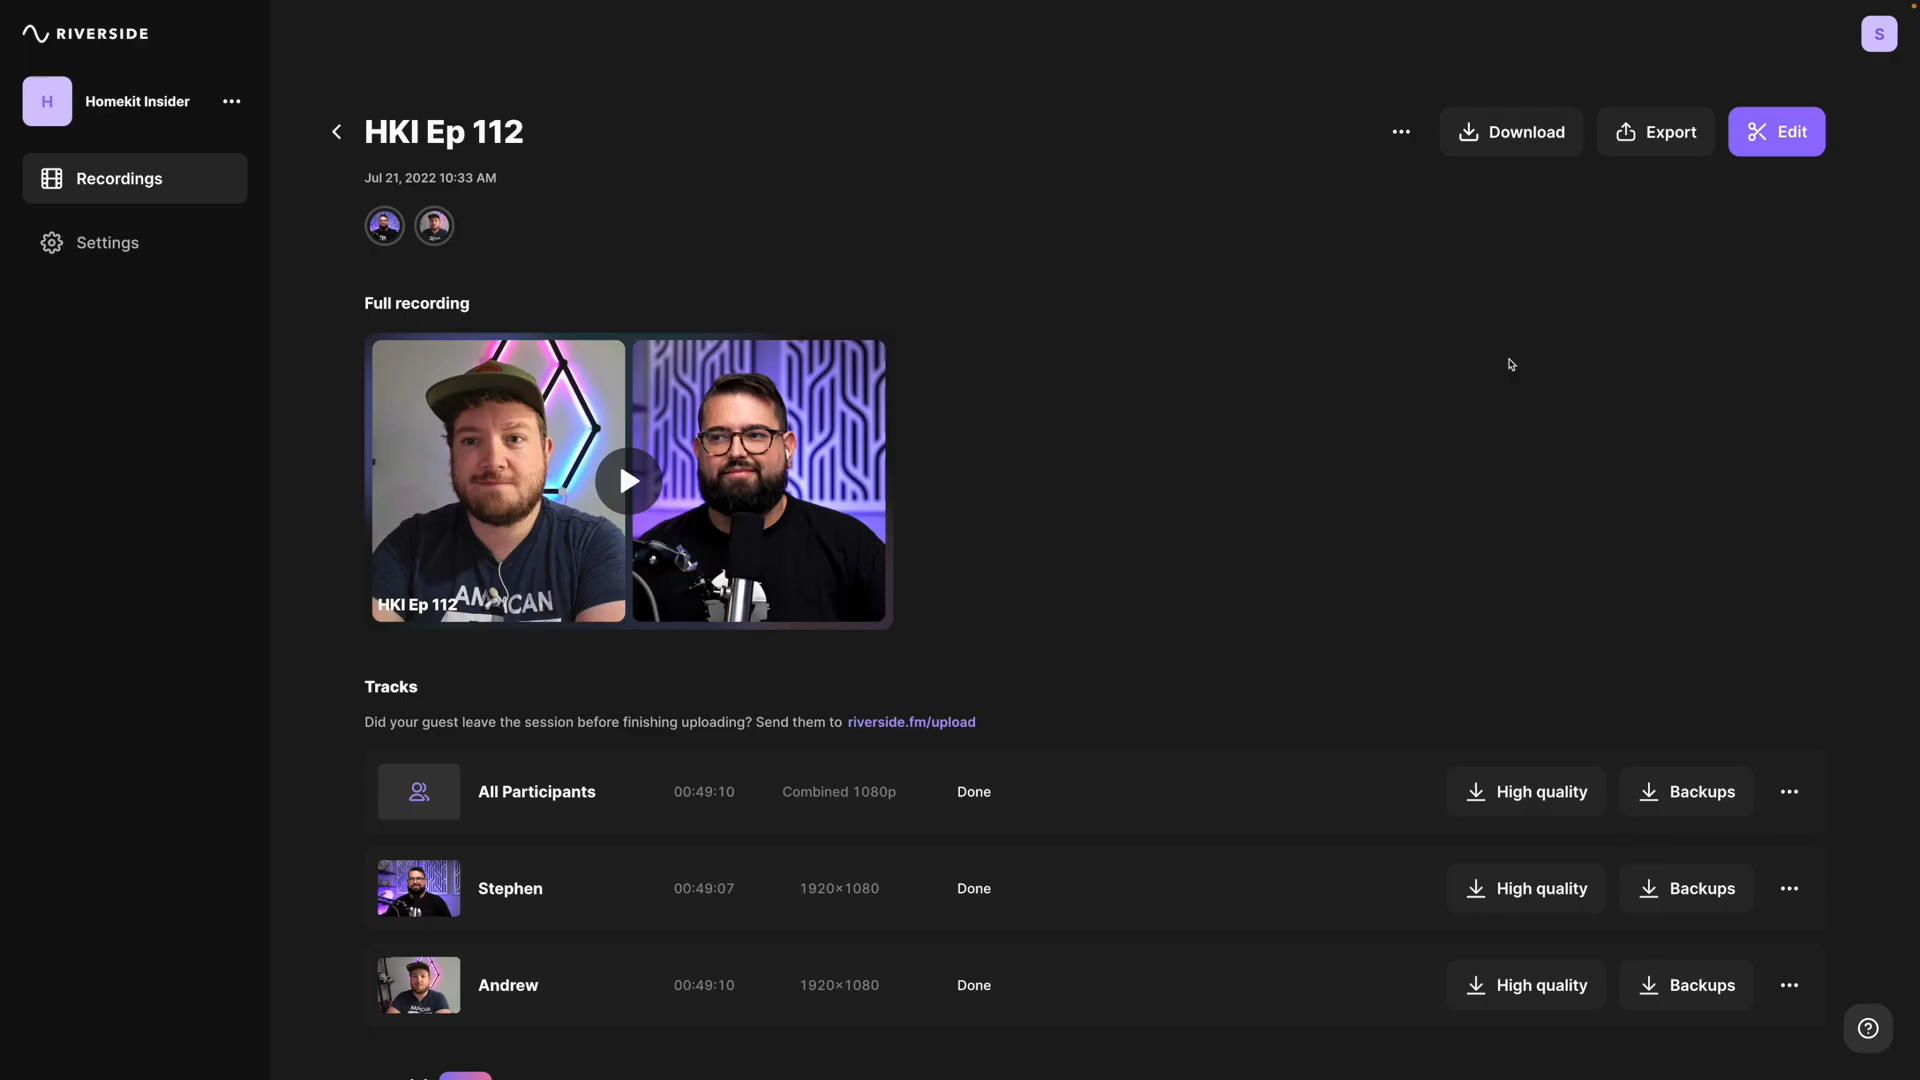 RIVERSIDE
S
H
Homekit Insider
Recordings
Settings
HKI Ep 112
Download
Export
Edit
Jul 21, 2022 10:33 AM
Full recording
HKI Ep 112
Tracks
Did your guest leave the session before finishing uploading? Send them to riverside.fm/upload
All Participants 00:49:10 Combined 1080p Done High quality Backups
Stephen 00:49:07 1920×1080 Done High quality Backups
Andrew 00:49:10 1920×1080 Done High quality Backups